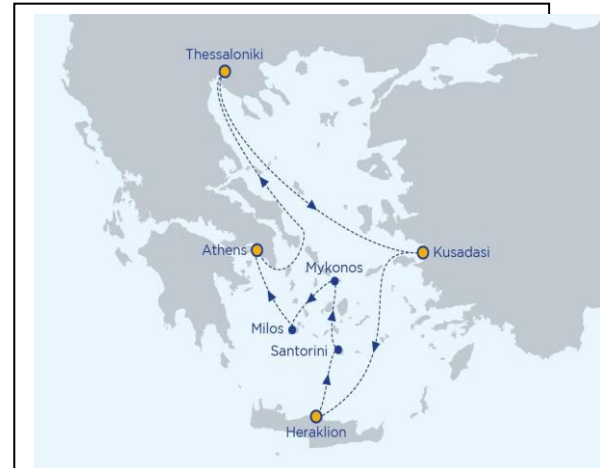 Thessaloniki
Athens
Kusadasi
Mykonos
Milos
Santorini
Heraklion